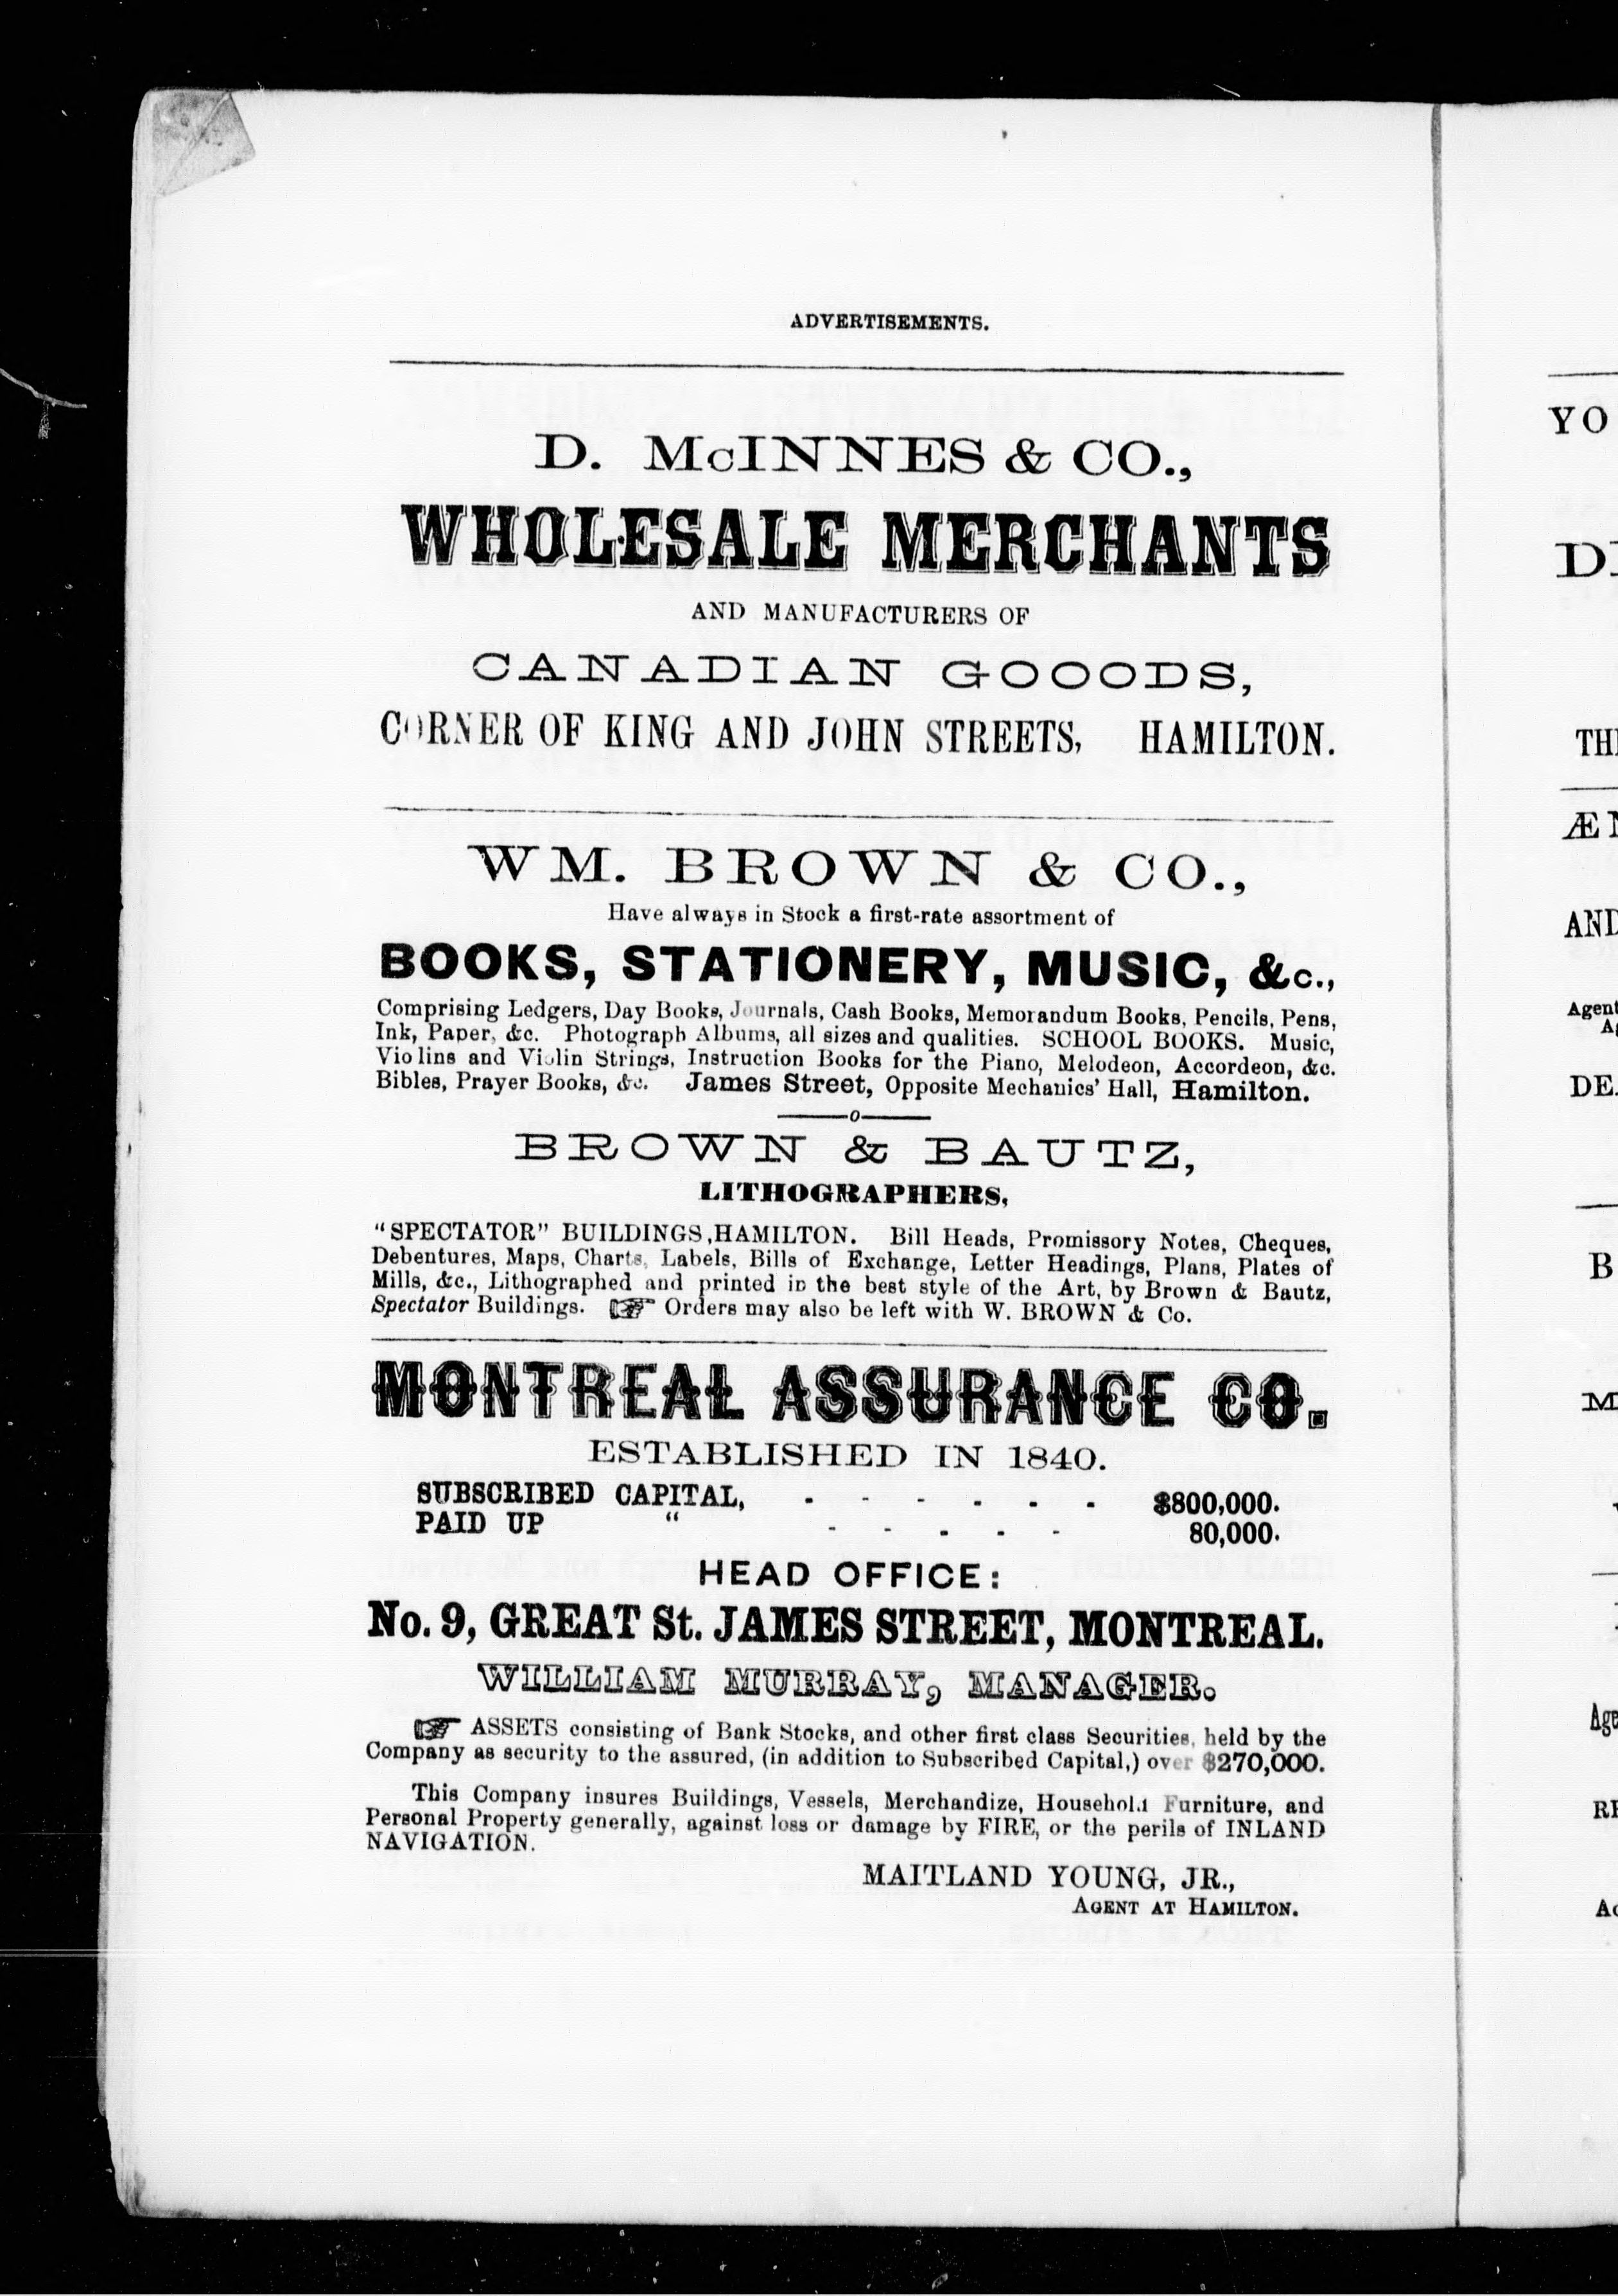 ADVERTISEMENTS.
D. McINNES & CO.,
WHOLESALE MERCHANTS
AND MANUFACTURERS OF
CANADIAN GOOODS,
CORNER OF KING AND JOHN STREETS, HAMILTON.
WM. BROWN & CO.,
Have always in Stock a first-rate assortment of
BOOKS, STATIONERY, MUSIC, &c.,
Comprising Ledgers, Day Books, Journals, Cash Books, Memorandum Books, Pencils, Pens,
Ink, Paper, &c. Photograph Albums, all sizes and qualities. SCHOOL BOOKS. Music,
Violins and Violin Strings, Instruction Books for the Piano, Melodeon, Accordeon, &c.
Bibles, Prayer Books, &c. James Street, Opposite Mechanics' Hall, Hamilton.
o
BROWN & BAUTZ,
LITHOGRAPHERS,
"SPECTATOR" BUILDINGS, HAMILTON. Bill Heads, Promissory Notes, Cheques,
Debentures, Maps, Charts, Labels, Bills of Exchange, Letter Headings, Plans, Plates of
Mills, &c., Lithographed and printed in the best style of the Art, by Brown & Bautz,
Spectator Buildings. ☞ Orders may also be left with W. BROWN & Co.
MONTREAL ASSURANCE CO.
ESTABLISHED IN 1840.
SUBSCRIBED CAPITAL, - - - - - - $800,000.
PAID UP " - - - - - 80,000.
HEAD OFFICE:
No. 9, GREAT St. JAMES STREET, MONTREAL.
WILLIAM MURRAY, MANAGER.
☞ ASSETS consisting of Bank Stocks, and other first class Securities, held by the
Company as security to the assured, (in addition to Subscribed Capital,) over $270,000.
This Company insures Buildings, Vessels, Merchandize, Household Furniture, and
Personal Property generally, against loss or damage by FIRE, or the perils of INLAND
NAVIGATION.
MAITLAND YOUNG, JR.,
AGENT AT HAMILTON.
YO
TH
AND
Agent
DE
B
M